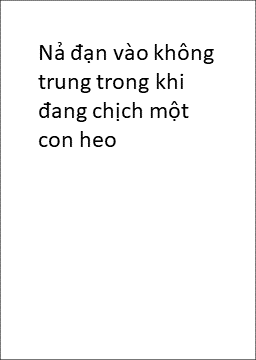 Nả đạn vào không
trung trong khi
đang chịch một
con heo